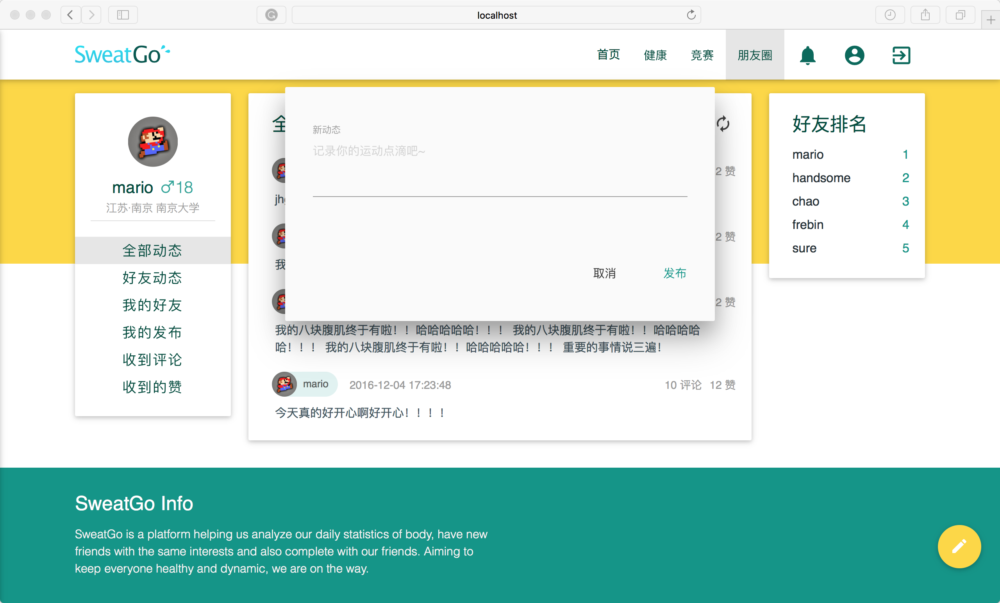 localhost
SweatGo
首页 健康 竞赛 朋友圈
mario ♂18
江苏·南京 南京大学
全部动态
好友动态
我的好友
我的发布
收到评论
收到的赞
全
新动态
记录你的运动点滴吧~
取消 发布
2 赞
jh
2 赞
我
2 赞
我的八块腹肌终于有啦！！哈哈哈哈哈！！！ 我的八块腹肌终于有啦！！哈哈哈哈
哈！！！ 我的八块腹肌终于有啦！！哈哈哈哈哈！！！ 重要的事情说三遍！
mario 2016-12-04 17:23:48 10 评论 12 赞
今天真的好开心啊好开心！！！！
好友排名
mario 1
handsome 2
chao 3
frebin 4
sure 5
SweatGo Info
SweatGo is a platform helping us analyze our daily statistics of body, have new
friends with the same interests and also complete with our friends. Aiming to
keep everyone healthy and dynamic, we are on the way.